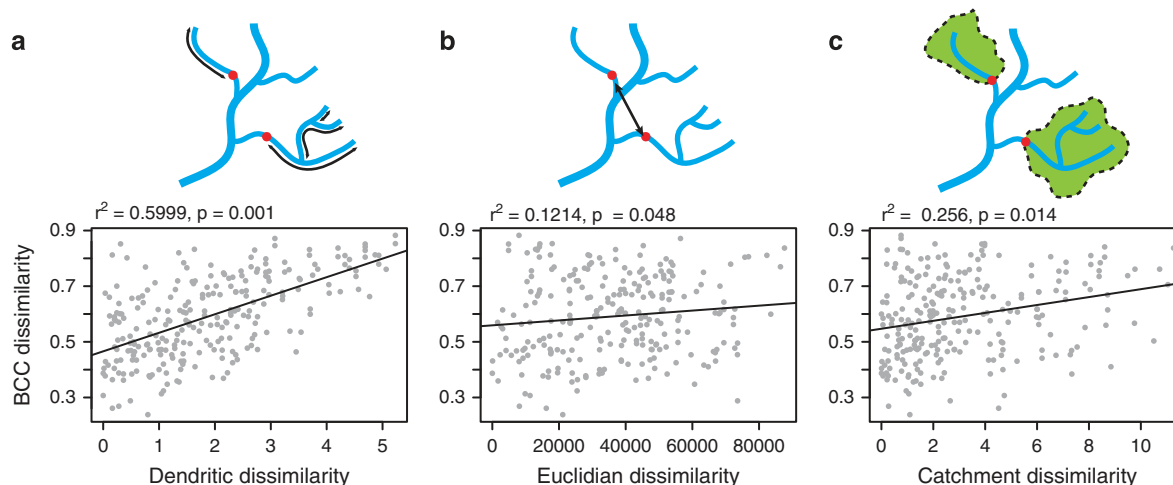 a
b
c
r² = 0.5999, p = 0.001
r² = 0.1214, p = 0.048
r² = 0.256, p = 0.014
BCC dissimilarity
0.9
0.7
0.5
0.3
0 1 2 3 4 5
Dendritic dissimilarity
0.9
0.7
0.5
0.3
0 20000 40000 60000 80000
Euclidian dissimilarity
0.9
0.7
0.5
0.3
0 2 4 6 8 10
Catchment dissimilarity